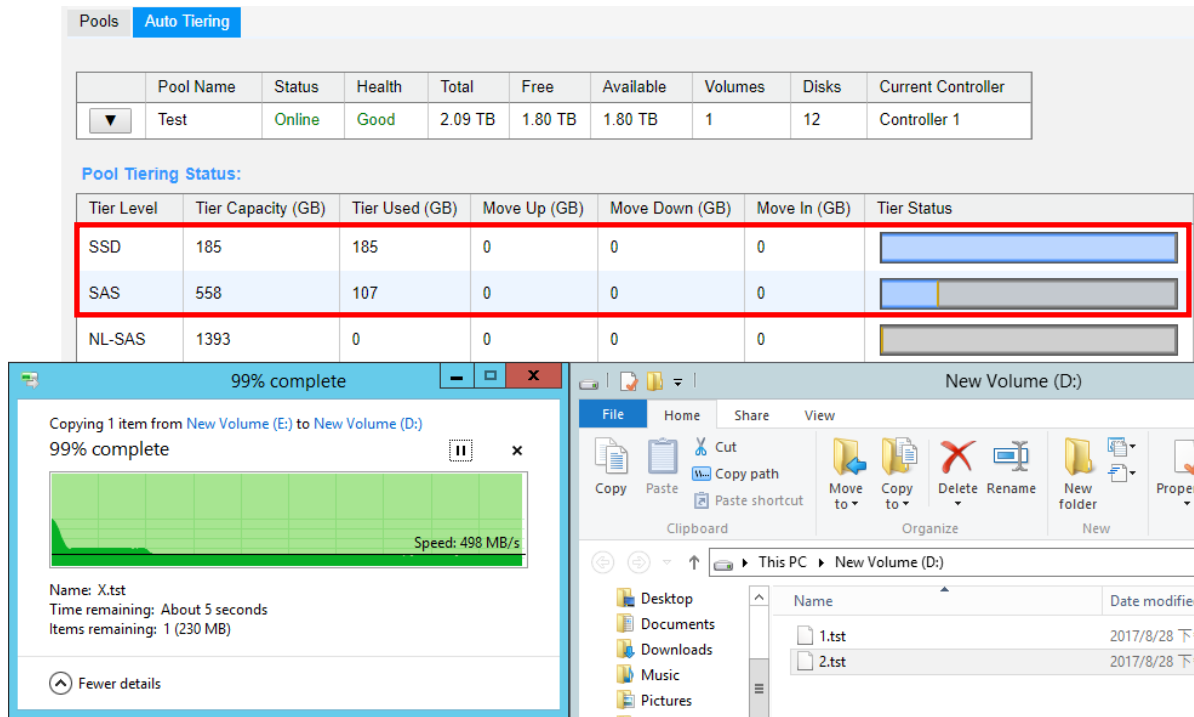 Pools Auto Tiering
Pool Name Status Health Total Free Available Volumes Disks Current Controller
▼ Test Online Good 2.09 TB 1.80 TB 1.80 TB 1 12 Controller 1
Pool Tiering Status:
Tier Level Tier Capacity (GB) Tier Used (GB) Move Up (GB) Move Down (GB) Move In (GB) Tier Status
SSD 185 185 0 0 0
SAS 558 107 0 0 0
NL-SAS 1393 0 0 0 0
99% complete
Copying 1 item from New Volume (E:) to New Volume (D:)
99% complete
Speed: 498 MB/s
Name: X.tst
Time remaining: About 5 seconds
Items remaining: 1 (230 MB)
Fewer details
New Volume (D:)
File Home Share View
Copy
Paste
Cut
Copy path
Paste shortcut
Clipboard
Move to
Copy to
Delete
Rename
Organize
New folder
New
Proper
This PC New Volume (D:)
Desktop
Documents
Downloads
Music
Pictures
Name Date modifie
1.tst 2017/8/28 下
2.tst 2017/8/28 下